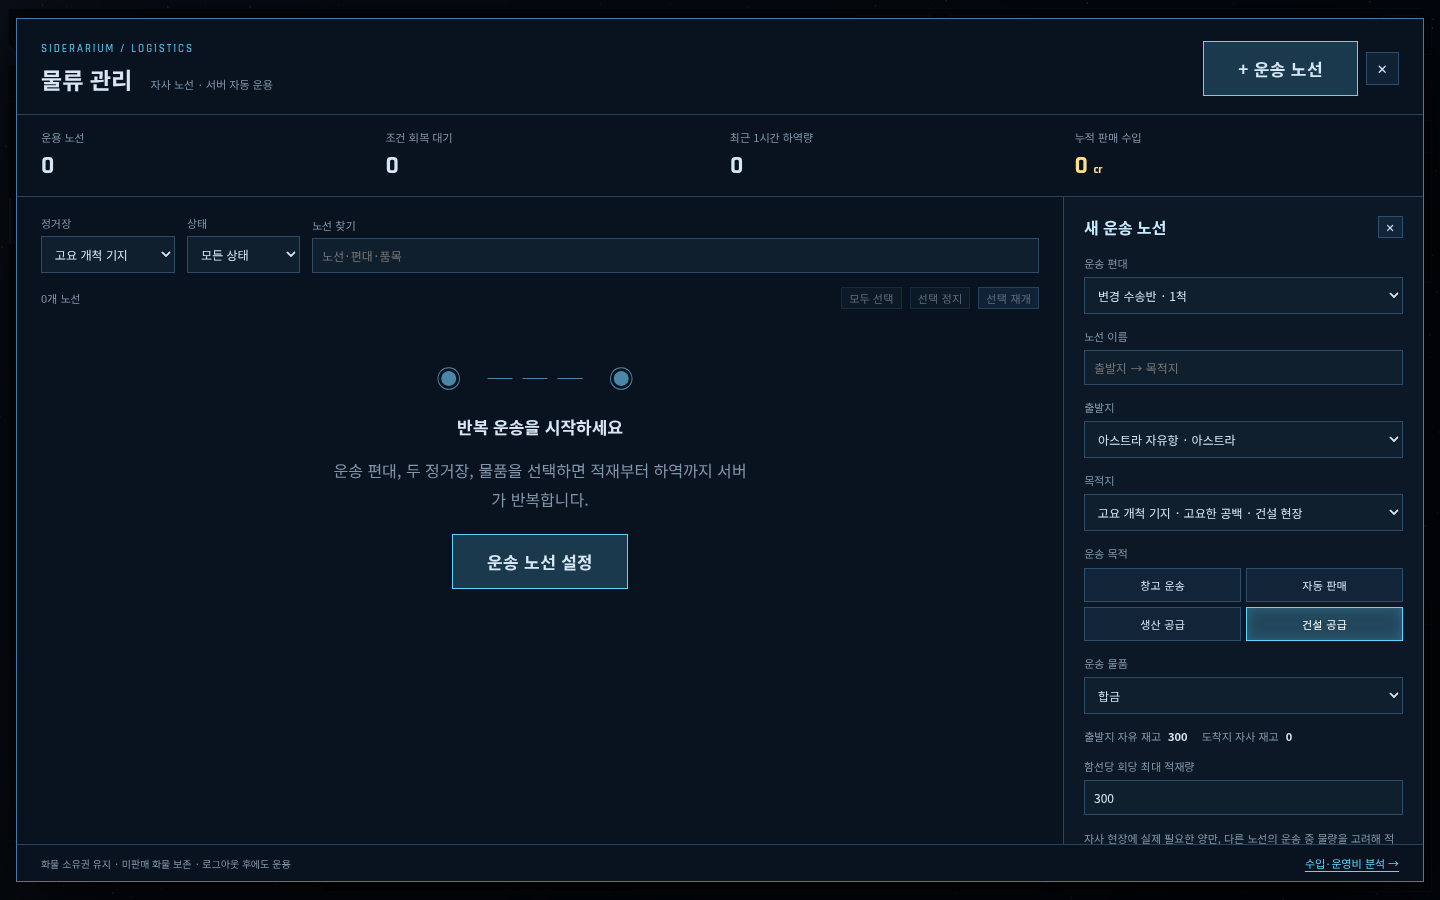 SIDERARIUM / LOGISTICS
물류 관리 자사 노선 · 서버 자동 운용
+ 운송 노선 ×
운용 노선
0
조건 회복 대기
0
최근 1시간 하역량
0
누적 판매 수입
0 cr
정거장
고요 개척 기지
상태
모든 상태
노선 찾기
노선·편대·품목
0개 노선
모두 선택 선택 정지 선택 재개
반복 운송을 시작하세요
운송 편대, 두 정거장, 물품을 선택하면 적재부터 하역까지 서버
가 반복합니다.
운송 노선 설정
새 운송 노선 ×
운송 편대
변경 수송반 · 1척
노선 이름
출발지 → 목적지
출발지
아스트라 자유항 · 아스트라
목적지
고요 개척 기지 · 고요한 공백 · 건설 현장
운송 목적
창고 운송 자동 판매
생산 공급 건설 공급
운송 물품
합금
출발지 자유 재고 300 도착지 자사 재고 0
함선당 회당 최대 적재량
300
자사 현장에 실제 필요한 양만, 다른 노선의 운송 중 물량을 고려해 적
화물 소유권 유지 · 미판매 화물 보존 · 로그아웃 후에도 운용
수입·운영비 분석 →